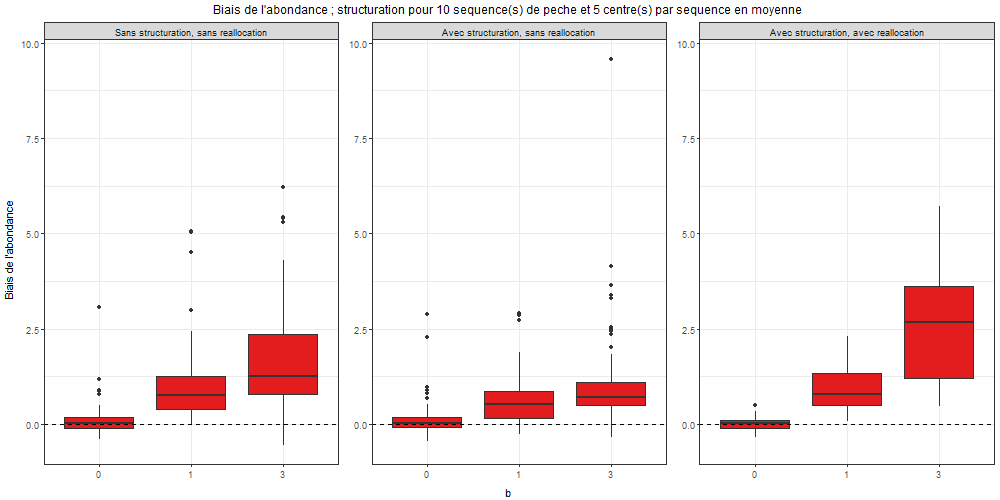 Biais de l'abondance ; structuration pour 10 sequence(s) de peche et 5 centre(s) par sequence en moyenne
Sans structuration, sans reallocation
Avec structuration, sans reallocation
Avec structuration, avec reallocation
Biais de l'abondance
10.0
7.5
5.0
2.5
0.0
10.0
7.5
5.0
2.5
0.0
10.0
7.5
5.0
2.5
0.0
0 1 3
0 1 3
0 1 3
b